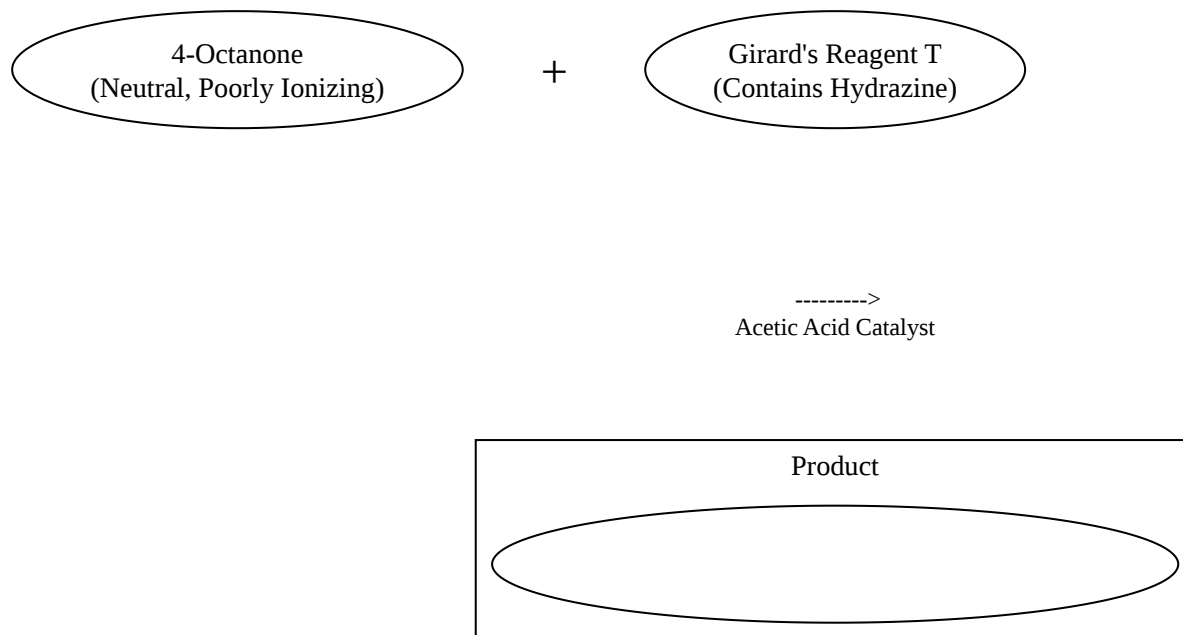 4-Octanone
(Neutral, Poorly Ionizing)
+
Girard's Reagent T
(Contains Hydrazine)
--------->
Acetic Acid Catalyst
Product